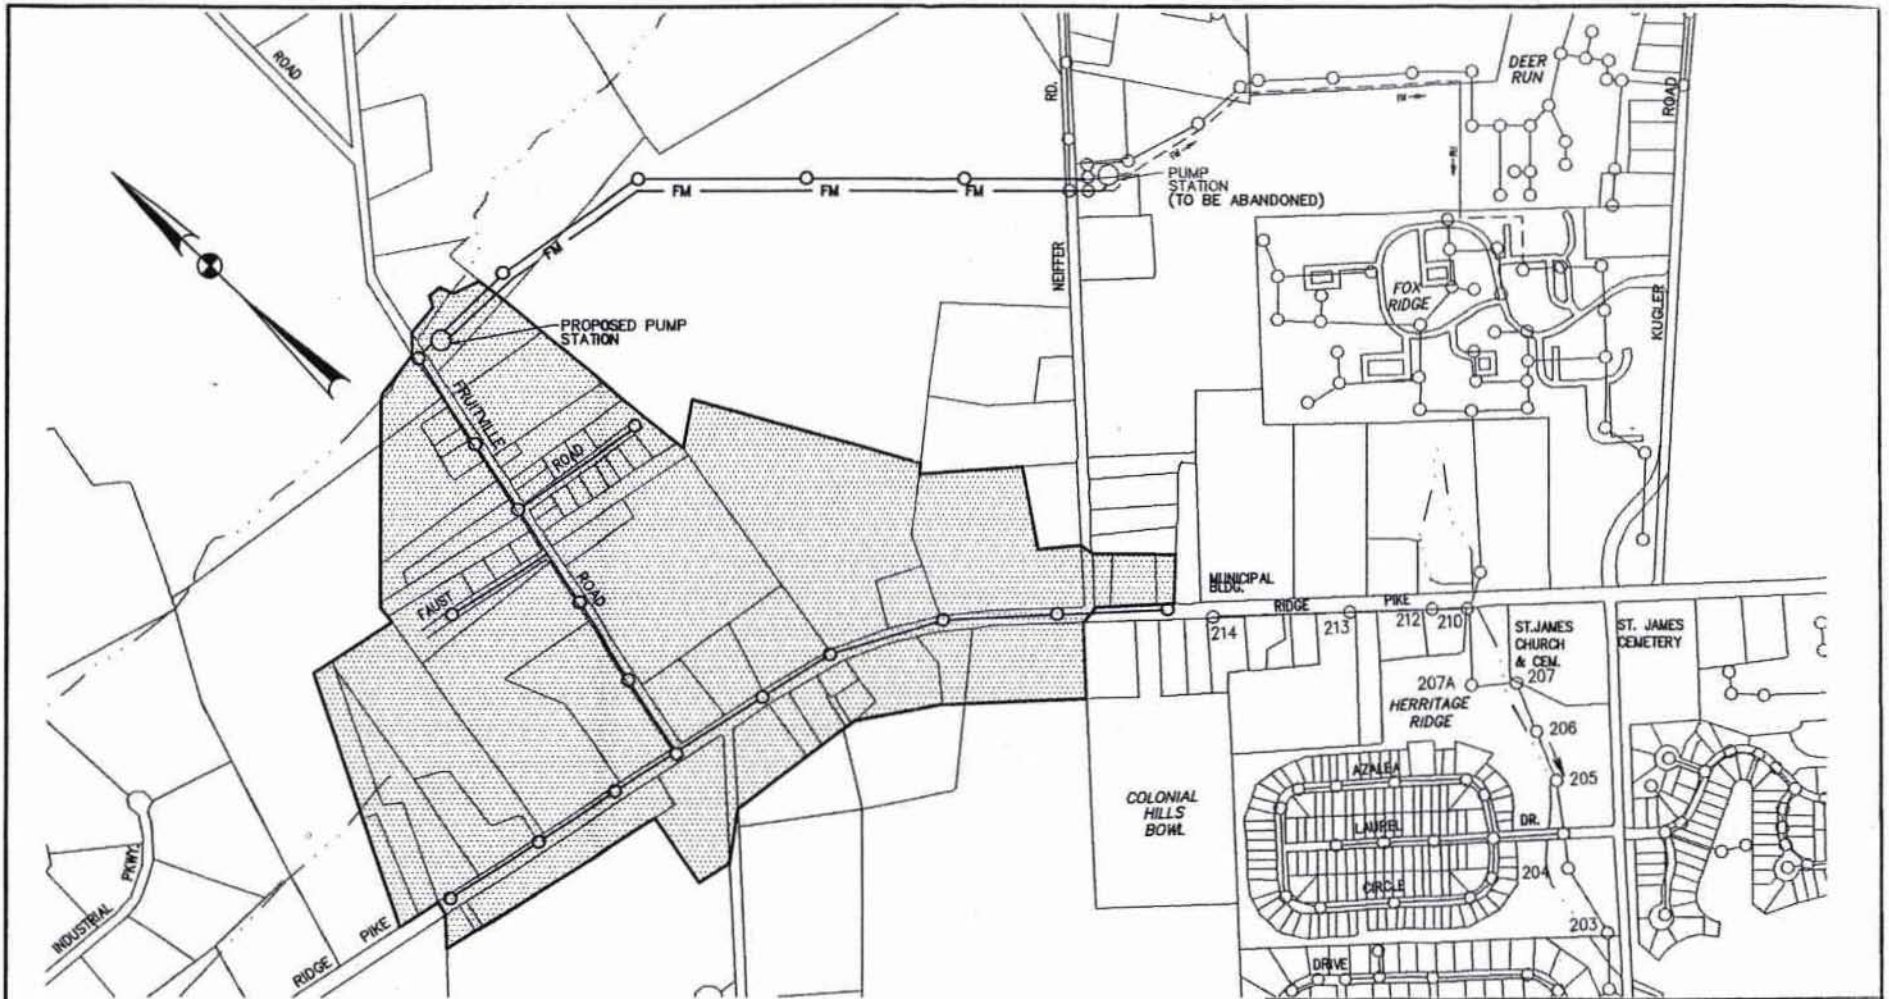 ROAD
RD.
DEER
RUN
ROAD
FM
FM
FM
FM
FM
FM
FM
PUMP
STATION
(TO BE ABANDONED)
NEIFFER
FOX
RIDGE
KUGLER
PROPOSED PUMP
STATION
FRUITVILLE
ROAD
ROAD
FAUST
MUNICIPAL
BLDG.
RIDGE
PIKE
214
213
212
210
ST.JAMES
CHURCH
& CEM.
ST. JAMES
CEMETERY
207A
207
HERRITAGE
RIDGE
206
205
AZALEA
COLONIAL
HILLS
BOWL
LAUREL
DR.
204
CIRCLE
203
PKWY.
INDUSTRIAL
RIDGE
PIKE
DRIVE